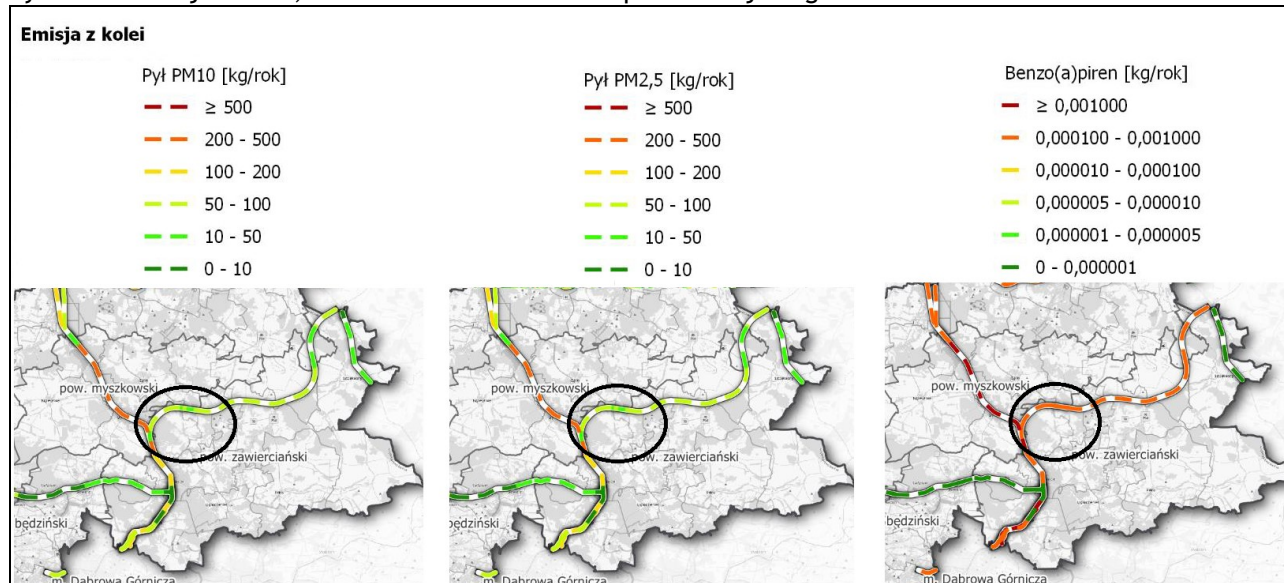 Emisja z kolei
Pył PM10 [kg/rok]
≥ 500
200 - 500
100 - 200
50 - 100
10 - 50
0 - 10
Pył PM2,5 [kg/rok]
≥ 500
200 - 500
100 - 200
50 - 100
10 - 50
0 - 10
Benzo(a)piren [kg/rok]
≥ 0,001000
0,000100 - 0,001000
0,000010 - 0,000100
0,000005 - 0,000010
0,000001 - 0,000005
0 - 0,000001
pow. myszkowski
pow. zawierciański
będziński
m. Dąbrowa Górnicza
pow. myszkowski
pow. zawierciański
będziński
m. Dąbrowa Górnicza
pow. myszkowski
pow. zawierciański
będziński
m. Dąbrowa Górnicza